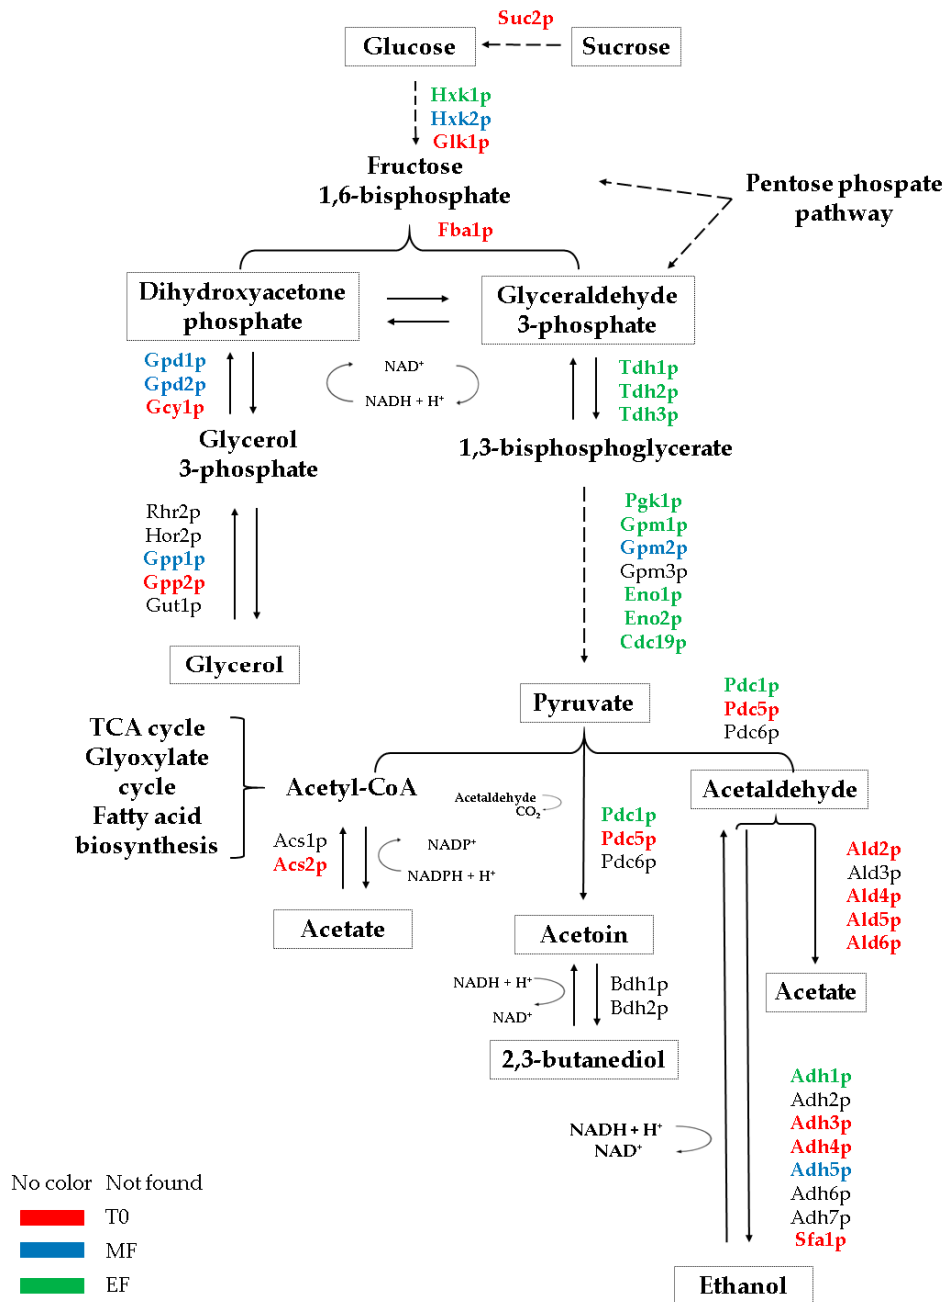 Suc2p
Glucose
Sucrose
Hxk1p
Hxk2p
Glk1p
Fructose
1,6-bisphosphate
Pentose phospate
pathway
Fba1p
Dihydroxyacetone
phosphate
Glyceraldehyde
3-phosphate
Gpd1p
Gpd2p
Gcy1p
NAD⁺
NADH + H⁺
Tdh1p
Tdh2p
Tdh3p
Glycerol
3-phosphate
1,3-bisphosphoglycerate
Rhr2p
Hor2p
Gpp1p
Gpp2p
Gut1p
Pgk1p
Gpm1p
Gpm2p
Gpm3p
Eno1p
Eno2p
Cdc19p
Glycerol
Pyruvate
Pdc1p
Pdc5p
Pdc6p
TCA cycle
Glyoxylate
cycle
Fatty acid
biosynthesis
Acetyl-CoA
Acetaldehyde
CO₂
Acetaldehyde
Pdc1p
Pdc5p
Pdc6p
Acs1p
Acs2p
NADP⁺
NADPH + H⁺
Ald2p
Ald3p
Ald4p
Ald5p
Ald6p
Acetate
Acetoin
Acetate
NADH + H⁺
NAD⁺
Bdh1p
Bdh2p
2,3-butanediol
NADH + H⁺
NAD⁺
Adh1p
Adh2p
Adh3p
Adh4p
Adh5p
Adh6p
Adh7p
Sfa1p
Ethanol
No color Not found
T0
MF
EF